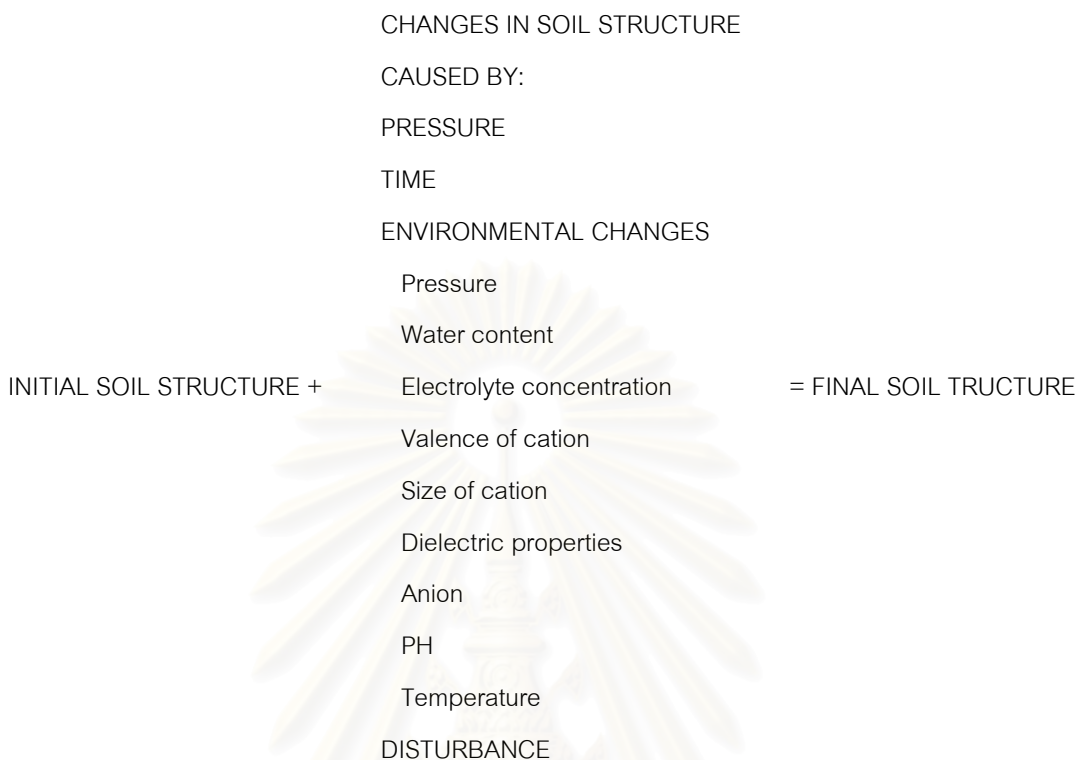 CHANGES IN SOIL STRUCTURE
CAUSED BY:
PRESSURE
TIME
ENVIRONMENTAL CHANGES
Pressure
Water content
INITIAL SOIL STRUCTURE + Electrolyte concentration = FINAL SOIL TRUCTURE
Valence of cation
Size of cation
Dielectric properties
Anion
PH
Temperature
DISTURBANCE